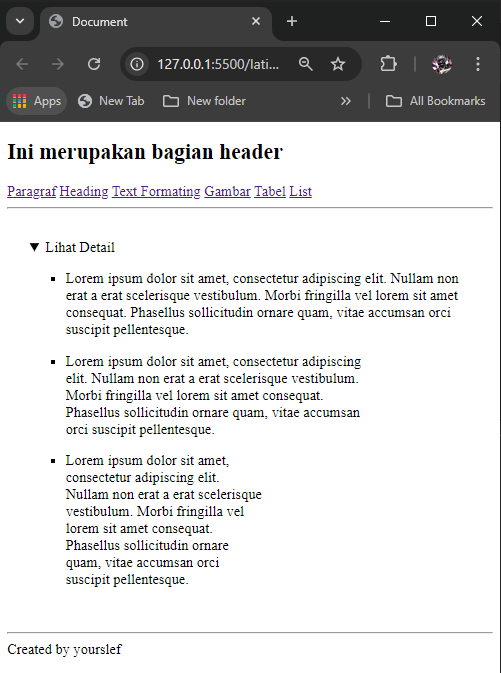 Document
127.0.0.1:5500/lati...
Apps
New Tab
New folder
All Bookmarks
Ini merupakan bagian header
Paragraf Heading Text Formating Gambar Tabel List
Lihat Detail
Lorem ipsum dolor sit amet, consectetur adipiscing elit. Nullam non
erat a erat scelerisque vestibulum. Morbi fringilla vel lorem sit amet
consequat. Phasellus sollicitudin ornare quam, vitae accumsan orci
suscipit pellentesque.
Lorem ipsum dolor sit amet, consectetur adipiscing
elit. Nullam non erat a erat scelerisque vestibulum.
Morbi fringilla vel lorem sit amet consequat.
Phasellus sollicitudin ornare quam, vitae accumsan
orci suscipit pellentesque.
Lorem ipsum dolor sit amet,
consectetur adipiscing elit.
Nullam non erat a erat scelerisque
vestibulum. Morbi fringilla vel
lorem sit amet consequat.
Phasellus sollicitudin ornare
quam, vitae accumsan orci
suscipit pellentesque.
Created by yourslef